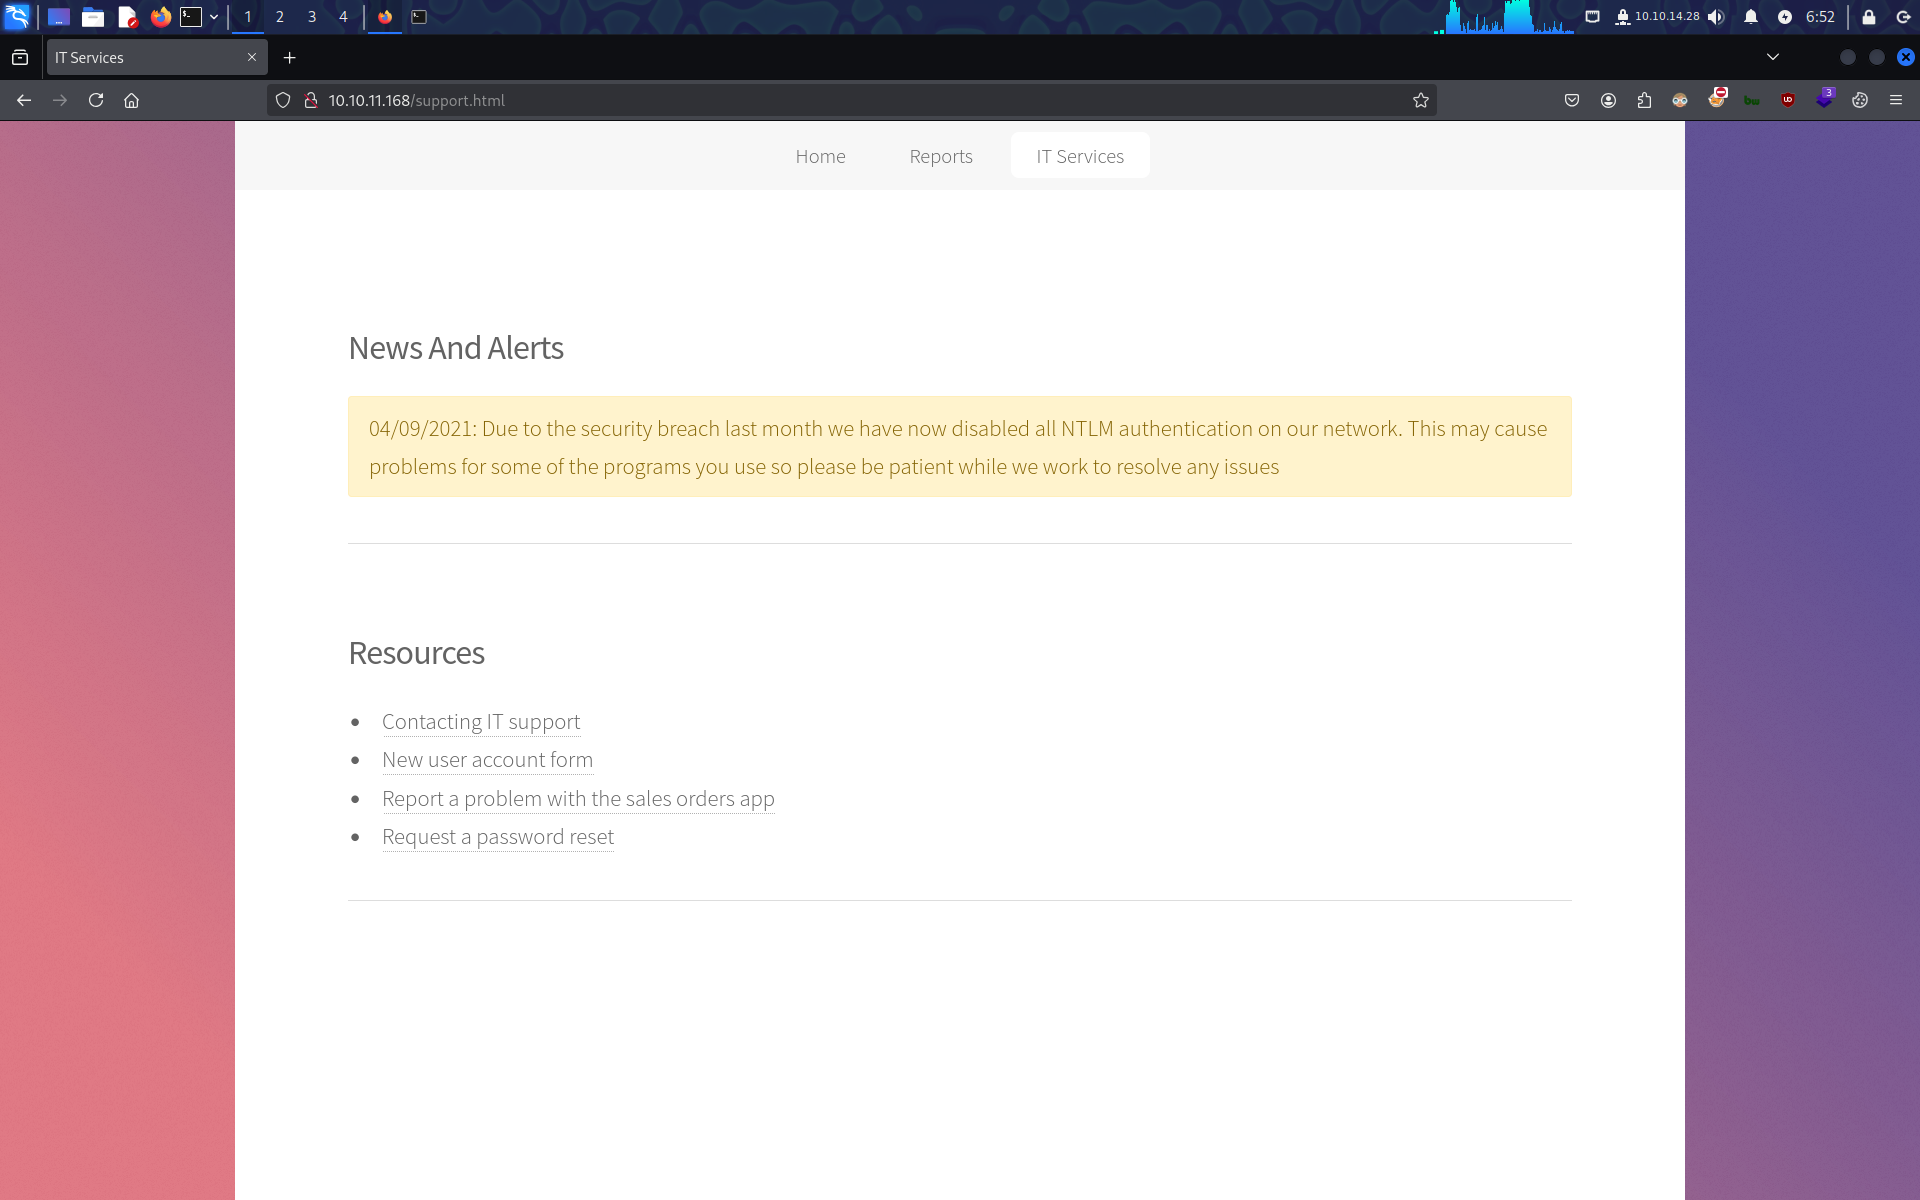 1 2 3 4
10.10.14.28
6:52
IT Services
10.10.11.168/support.html
3
Home Reports IT Services
News And Alerts
04/09/2021: Due to the security breach last month we have now disabled all NTLM authentication on our network. This may cause
problems for some of the programs you use so please be patient while we work to resolve any issues
Resources
Contacting IT support
New user account form
Report a problem with the sales orders app
Request a password reset